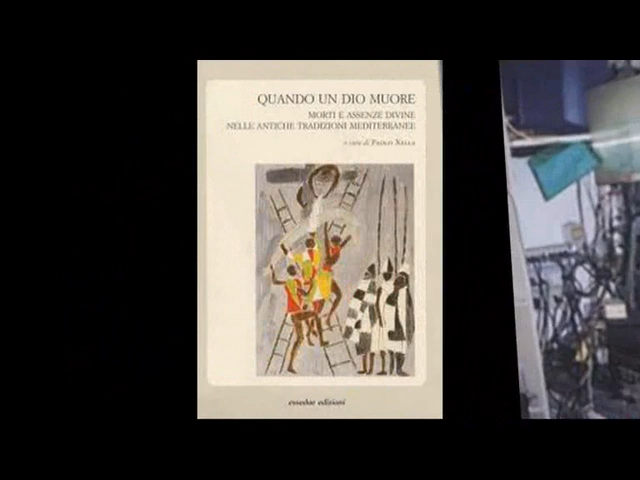 QUANDO UN DIO MUORE
MORTI E ASSENZE DIVINE
NELLE ANTICHE TRADIZIONI MEDITERRANEE
a cura di PAOLO XELLA
essedue edizioni